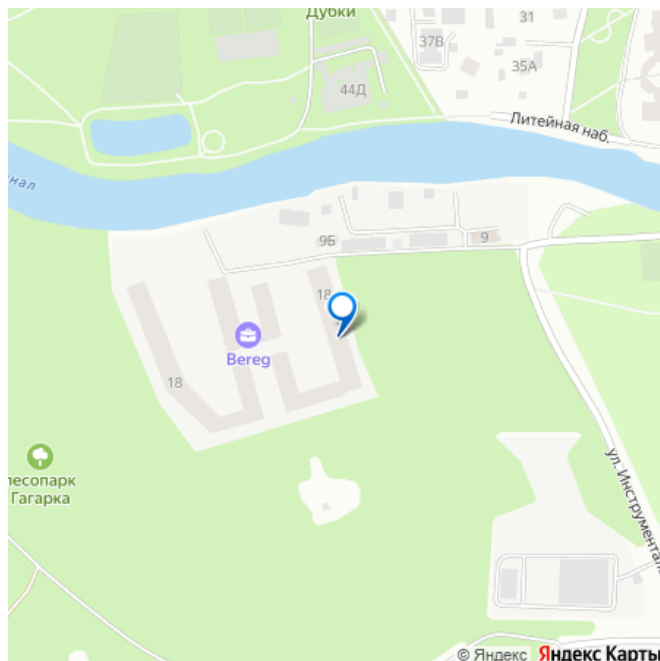 Дубки
31
37В
35А
44Д
Литейная наб.
нал
9Б
9
18
Bereg
18
лесопарк
Гагарка
ул. Инструментал
© Яндекс Яндекс Карты